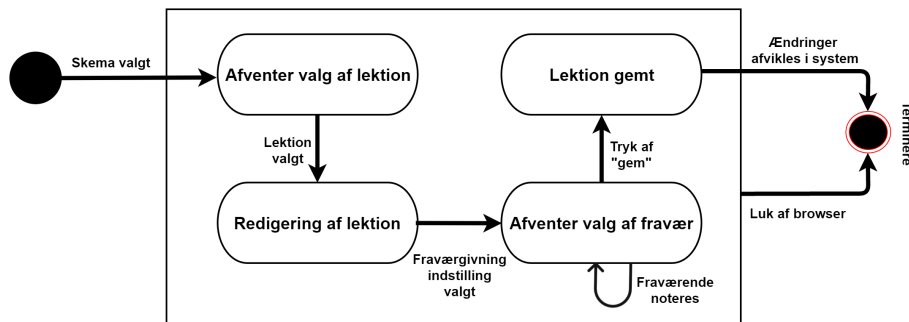 Skema valgt
Afventer valg af lektion
Lektion
valgt
Redigering af lektion
Fraværgivning
indstilling
valgt
Afventer valg af fravær
Fraværende
noteres
Tryk af
"gem"
Lektion gemt
Ændringer
afvikles i system
Terminere
Luk af browser